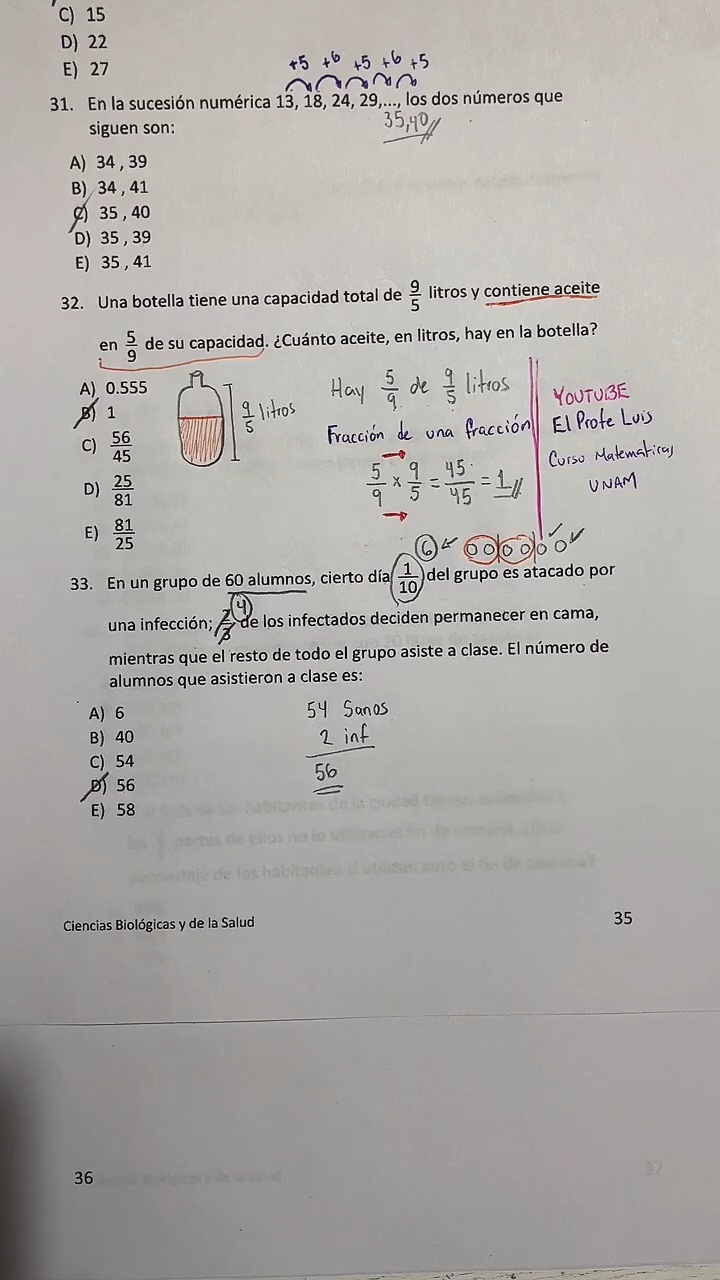 C) 15
D) 22
E) 27
+5 +6 +5 +6 +5
31. En la sucesión numérica 13, 18, 24, 29,..., los dos números que
siguen son:
35,40
A) 34 , 39
B) 34 , 41
C) 35 , 40
D) 35 , 39
E) 35 , 41
32. Una botella tiene una capacidad total de 9/5 litros y contiene aceite
en 5/9 de su capacidad. ¿Cuánto aceite, en litros, hay en la botella?
A) 0.555
B) 1
C) 56/45
D) 25/81
E) 81/25
9/5 litros
Hay 5/9 de 9/5 litros
Fracción de una fracción
5/9 x 9/5 = 45/45 = 1
YOUTUBE
El Profe Luis
Curso Matematicas
UNAM
6
33. En un grupo de 60 alumnos, cierto día 1/10 del grupo es atacado por
4
una infección; 2/3 de los infectados deciden permanecer en cama,
mientras que el resto de todo el grupo asiste a clase. El número de
alumnos que asistieron a clase es:
A) 6
B) 40
C) 54
D) 56
E) 58
54 Sanos
2 inf
56
Ciencias Biológicas y de la Salud
35
36
37